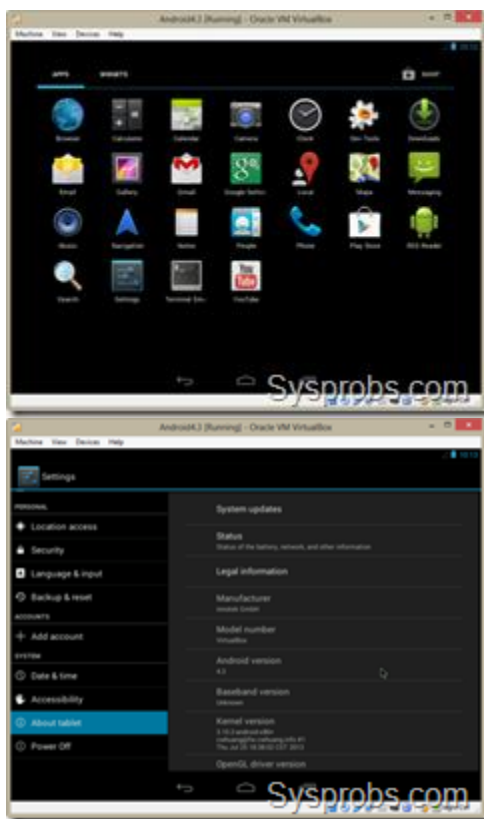 Android4.3 [Running] - Oracle VM VirtualBox
Machine View Devices Help
APPS WIDGETS SHOP
Browser Calculator Calendar Camera Clock Dev Tools Downloads
Email Gallery Gmail Google Settin Local Maps Messaging
Music Navigation Notes People Phone Play Store RSS Reader
Search Settings Terminal Em YouTube
Sysprobs.com
Android4.3 [Running] - Oracle VM VirtualBox
Machine View Devices Help
Settings
PERSONAL
Location access
Security
Language & input
Backup & reset
ACCOUNTS
+ Add account
SYSTEM
Date & time
Accessibility
About tablet
Power Off
System updates
Status
Status of the battery, network, and other information
Legal information
Manufacturer
innotek GmbH
Model number
VirtualBox
Android version
4.3
Baseband version
Unknown
Kernel version
OpenGL driver version
Sysprobs.com